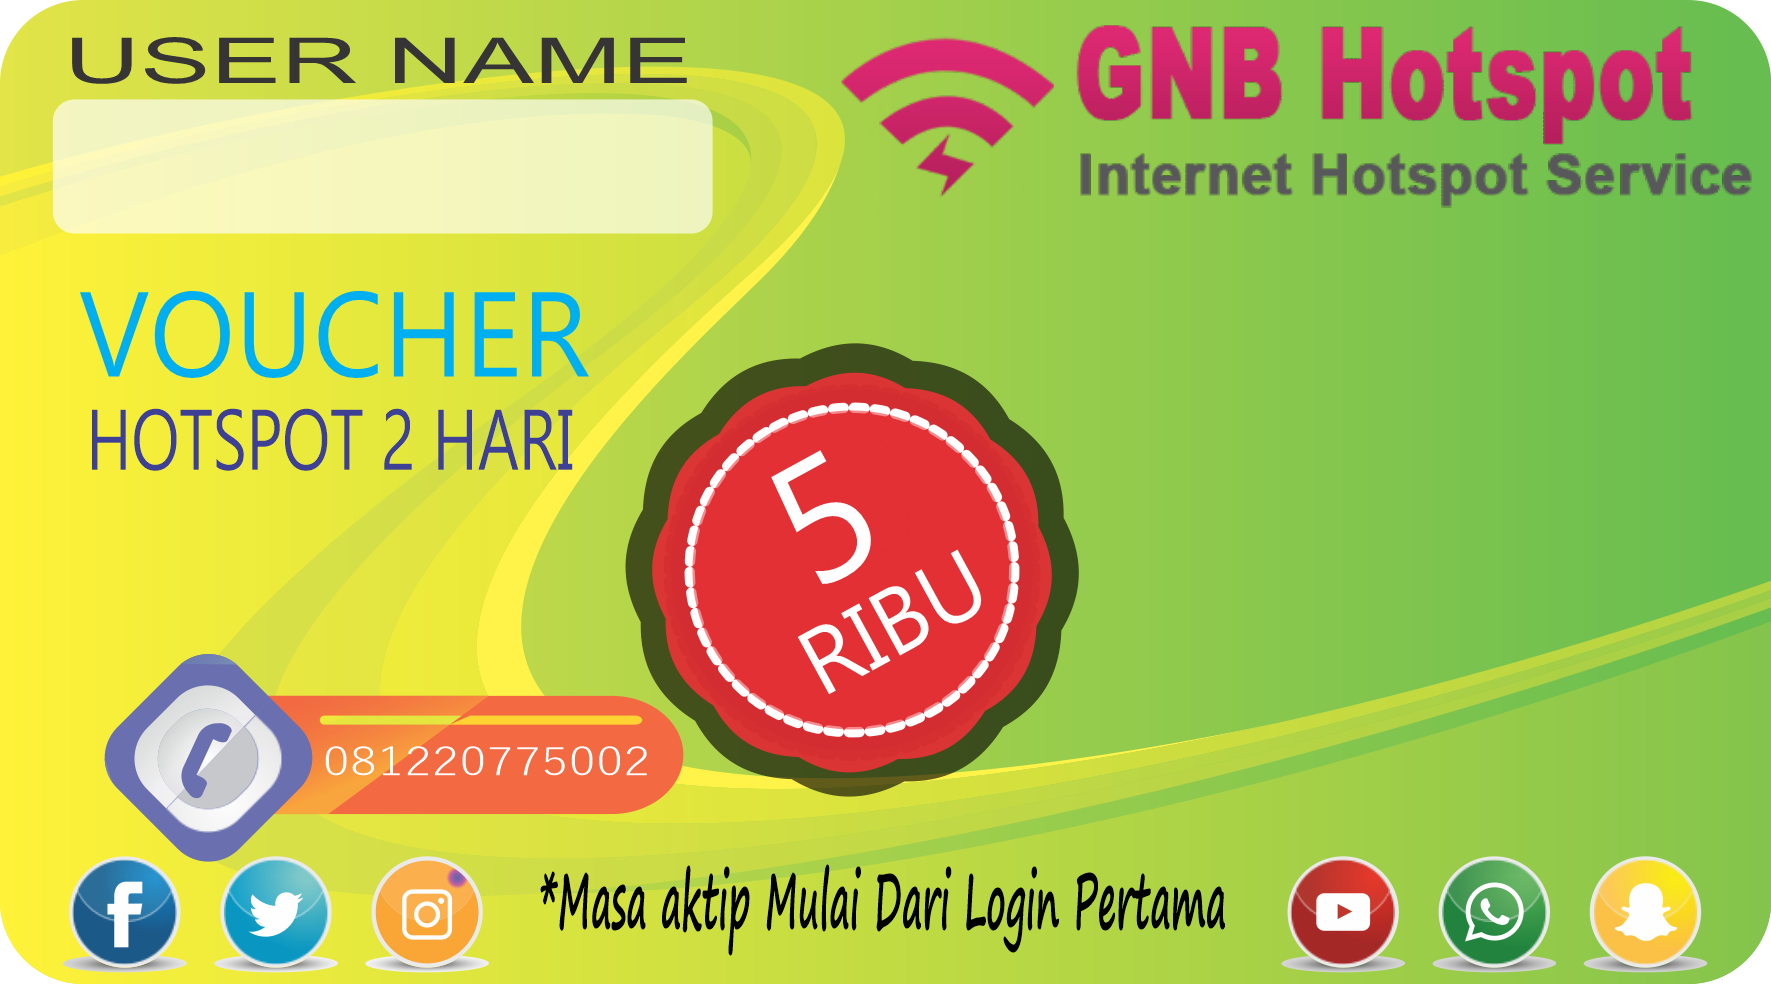 USER NAME
GNB Hotspot
Internet Hotspot Service
VOUCHER
HOTSPOT 2 HARI
5
RIBU
081220775002
*Masa aktip Mulai Dari Login Pertama